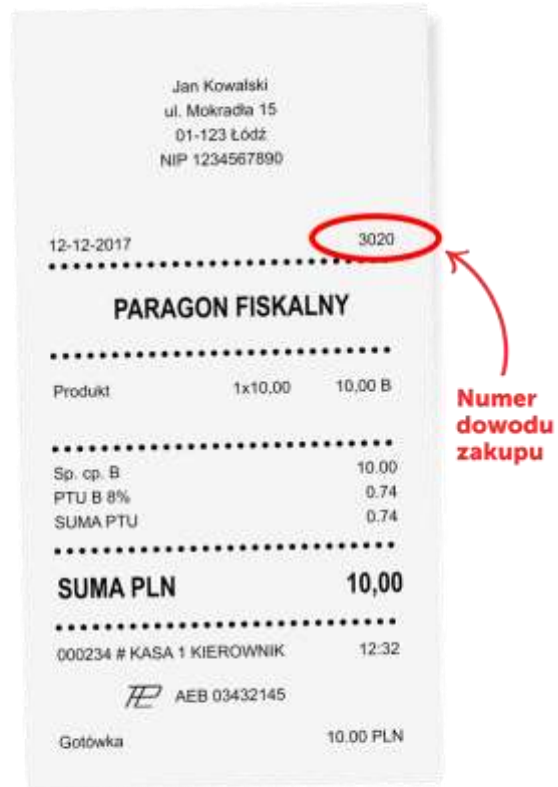 Jan Kowalski
ul. Mokradła 15
01-123 Łódź
NIP 1234567890
12-12-2017 3020
PARAGON FISKALNY
Produkt 1x10,00 10,00 B
Sp. cp. B 10.00
PTU B 8% 0.74
SUMA PTU 0.74
SUMA PLN 10,00
000234 # KASA 1 KIEROWNIK 12:32
AEB 03432145
Gotówka 10.00 PLN
Numer
dowodu
zakupu